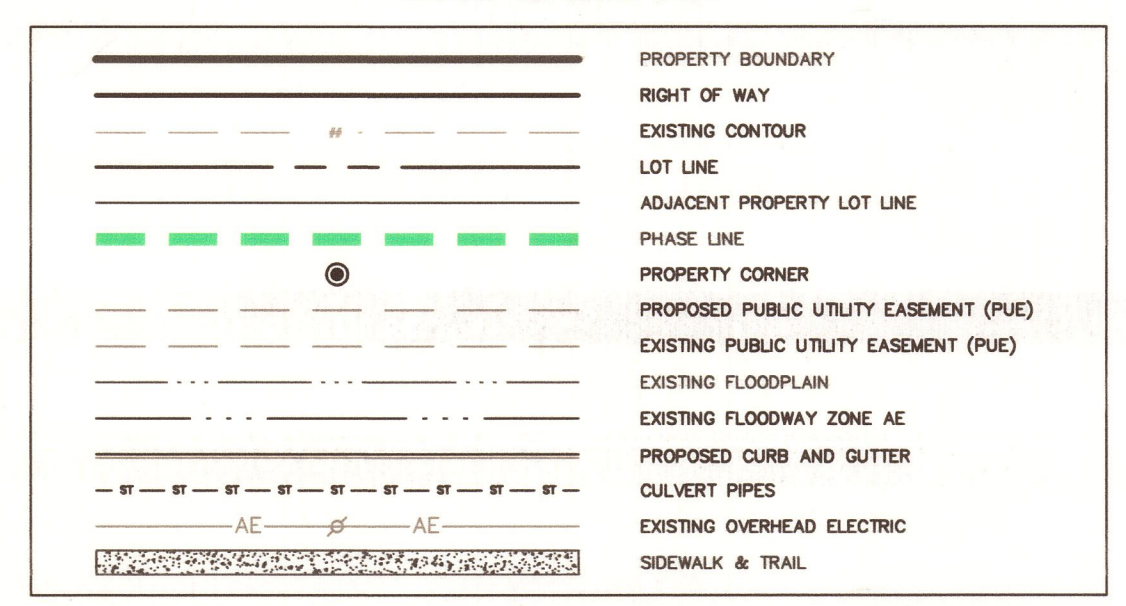 PROPERTY BOUNDARY
RIGHT OF WAY
## EXISTING CONTOUR
LOT LINE
ADJACENT PROPERTY LOT LINE
PHASE LINE
PROPERTY CORNER
PROPOSED PUBLIC UTILITY EASEMENT (PUE)
EXISTING PUBLIC UTILITY EASEMENT (PUE)
EXISTING FLOODPLAIN
EXISTING FLOODWAY ZONE AE
PROPOSED CURB AND GUTTER
ST ST ST ST ST ST ST ST ST CULVERT PIPES
AE AE EXISTING OVERHEAD ELECTRIC
SIDEWALK & TRAIL